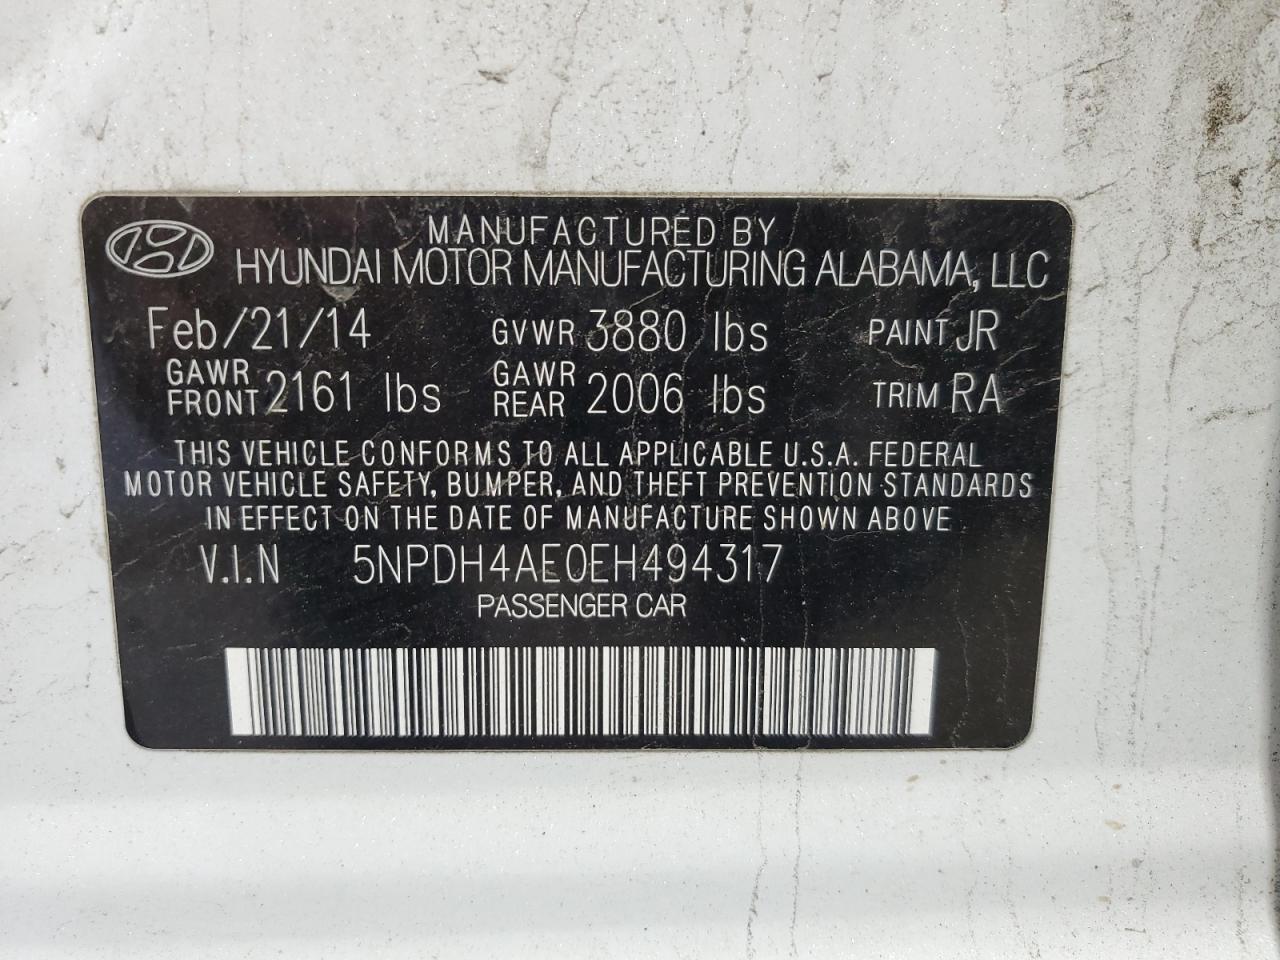 MANUFACTURED BY
HYUNDAI MOTOR MANUFACTURING ALABAMA, LLC
Feb/21/14 GVWR 3880 lbs PAINT JR
GAWR FRONT 2161 lbs GAWR REAR 2006 lbs TRIM RA
THIS VEHICLE CONFORMS TO ALL APPLICABLE U.S.A. FEDERAL
MOTOR VEHICLE SAFETY, BUMPER, AND THEFT PREVENTION STANDARDS
IN EFFECT ON THE DATE OF MANUFACTURE SHOWN ABOVE
V.I.N 5NPDH4AE0EH494317
PASSENGER CAR